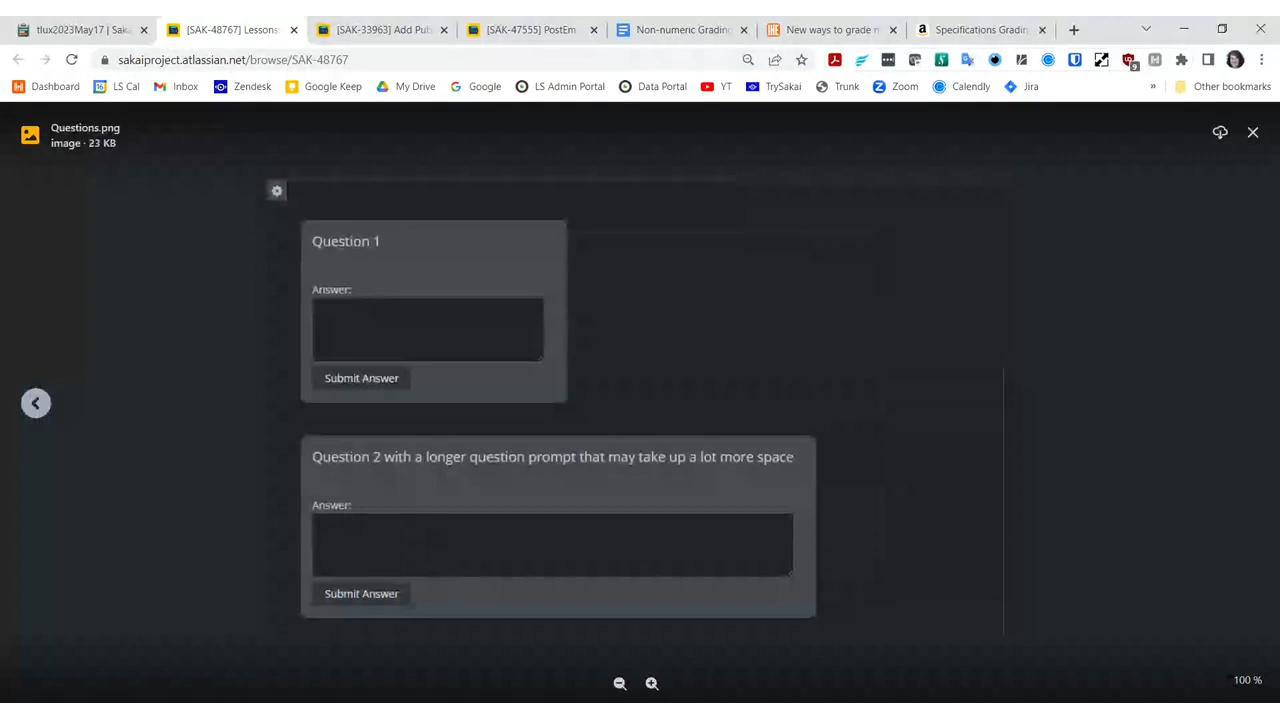 tlux2023May17 | Saka
[SAK-48767] Lessons:
[SAK-33963] Add Pub
[SAK-47555] PostEm
Non-numeric Grading
New ways to grade m
Specifications Grading
sakaiproject.atlassian.net/browse/SAK-48767
9
Dashboard
LS Cal
Inbox
Zendesk
Google Keep
My Drive
Google
LS Admin Portal
Data Portal
YT
TrySakai
Trunk
Zoom
Calendly
Jira
»
Other bookmarks
Questions.png
image · 23 KB
Question 1
Answer:
Submit Answer
Question 2 with a longer question prompt that may take up a lot more space
Answer:
Submit Answer
100 %